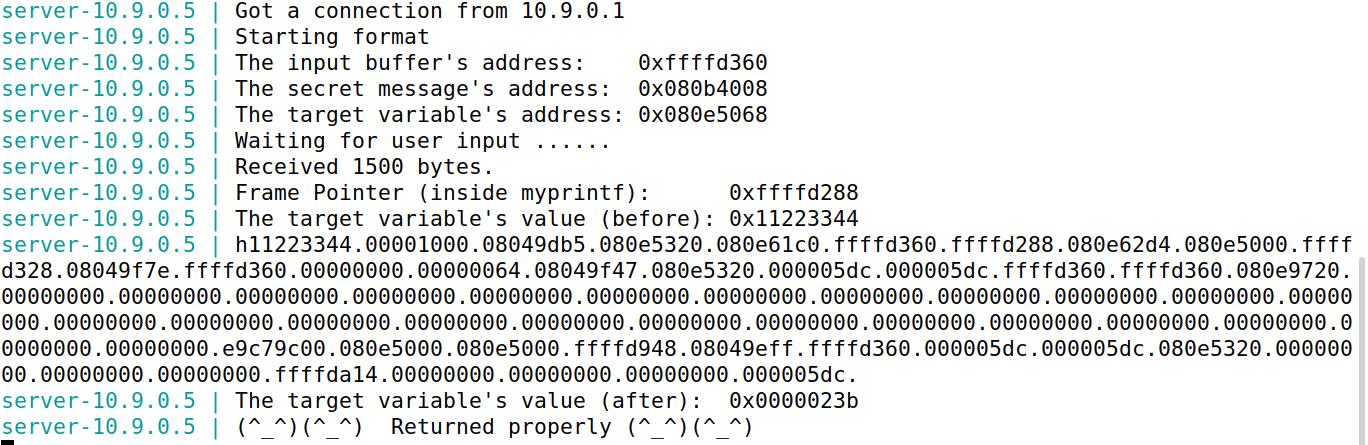 server-10.9.0.5 | Got a connection from 10.9.0.1
server-10.9.0.5 | Starting format
server-10.9.0.5 | The input buffer's address:    0xffffd360
server-10.9.0.5 | The secret message's address:  0x080b4008
server-10.9.0.5 | The target variable's address: 0x080e5068
server-10.9.0.5 | Waiting for user input ......
server-10.9.0.5 | Received 1500 bytes.
server-10.9.0.5 | Frame Pointer (inside myprintf):      0xffffd288
server-10.9.0.5 | The target variable's value (before): 0x11223344
server-10.9.0.5 | h11223344.00001000.08049db5.080e5320.080e61c0.ffffd360.ffffd288.080e62d4.080e5000.ffff
d328.08049f7e.ffffd360.00000000.00000064.08049f47.080e5320.000005dc.000005dc.ffffd360.ffffd360.080e9720.
00000000.00000000.00000000.00000000.00000000.00000000.00000000.00000000.00000000.00000000.00000000.00000
000.00000000.00000000.00000000.00000000.00000000.00000000.00000000.00000000.00000000.00000000.00000000.0
0000000.00000000.e9c79c00.080e5000.080e5000.ffffd948.08049eff.ffffd360.000005dc.000005dc.080e5320.000000
00.00000000.00000000.ffffda14.00000000.00000000.00000000.000005dc.
server-10.9.0.5 | The target variable's value (after):  0x0000023b
server-10.9.0.5 | (^_^)(^_^)  Returned properly (^_^)(^_^)